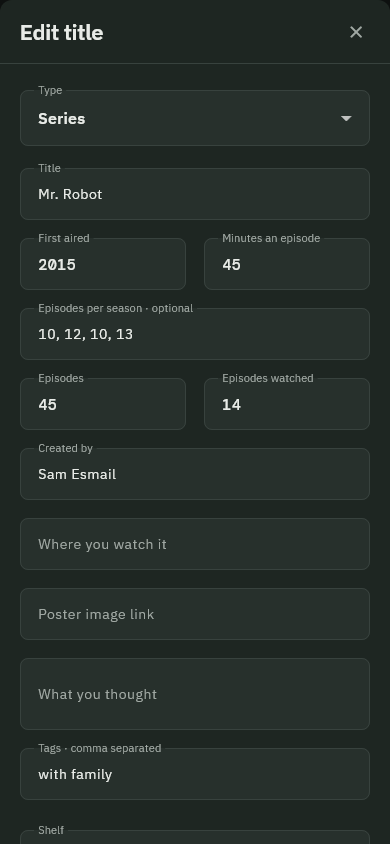 Edit title
Type
Series
Title
Mr. Robot
First aired
Minutes an episode
2015
45
Episodes per season · optional
10, 12, 10, 13
Episodes
Episodes watched
45
14
Created by
Sam Esmail
Where you watch it
Poster image link
What you thought
Tags · comma separated
with family
Shelf